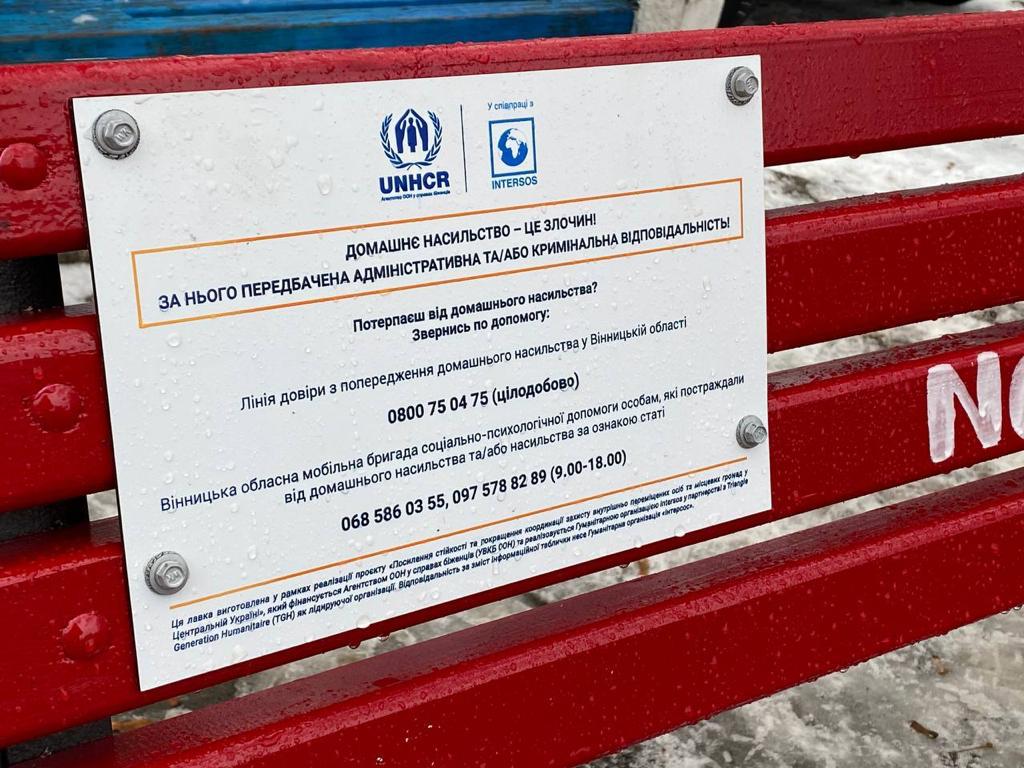 У співпраці з
UNHCR
Агентство ООН у справах біженців
INTERSOS
ДОМАШНЄ НАСИЛЬСТВО – ЦЕ ЗЛОЧИН!
ЗА НЬОГО ПЕРЕДБАЧЕНА АДМІНІСТРАТИВНА ТА/АБО КРИМІНАЛЬНА ВІДПОВІДАЛЬНІСТЬ!
Потерпаєш від домашнього насильства?
Звернись по допомогу:
Лінія довіри з попередження домашнього насильства у Вінницькій області
0800 75 04 75 (цілодобово)
Вінницька обласна мобільна бригада соціально-психологічної допомоги особам, які постраждали
від домашнього насильства та/або насильства за ознакою статі
068 586 03 55, 097 578 82 89 (9.00-18.00)
Ця лавка виготовлена у рамках реалізації проєкту «Посилення стійкості та покращення координації захисту внутрішньо переміщених осіб та місцевих громад у
Центральній Україні», який фінансується Агентством ООН у справах біженців (УВКБ ООН) та реалізовується Гуманітарною організацією Intersos у партнерстві з Triangle
Generation Humanitaire (TGH) як лідируючої організації. Відповідальність за зміст інформаційної таблички несе Гуманітарна організація «Інтерсос».